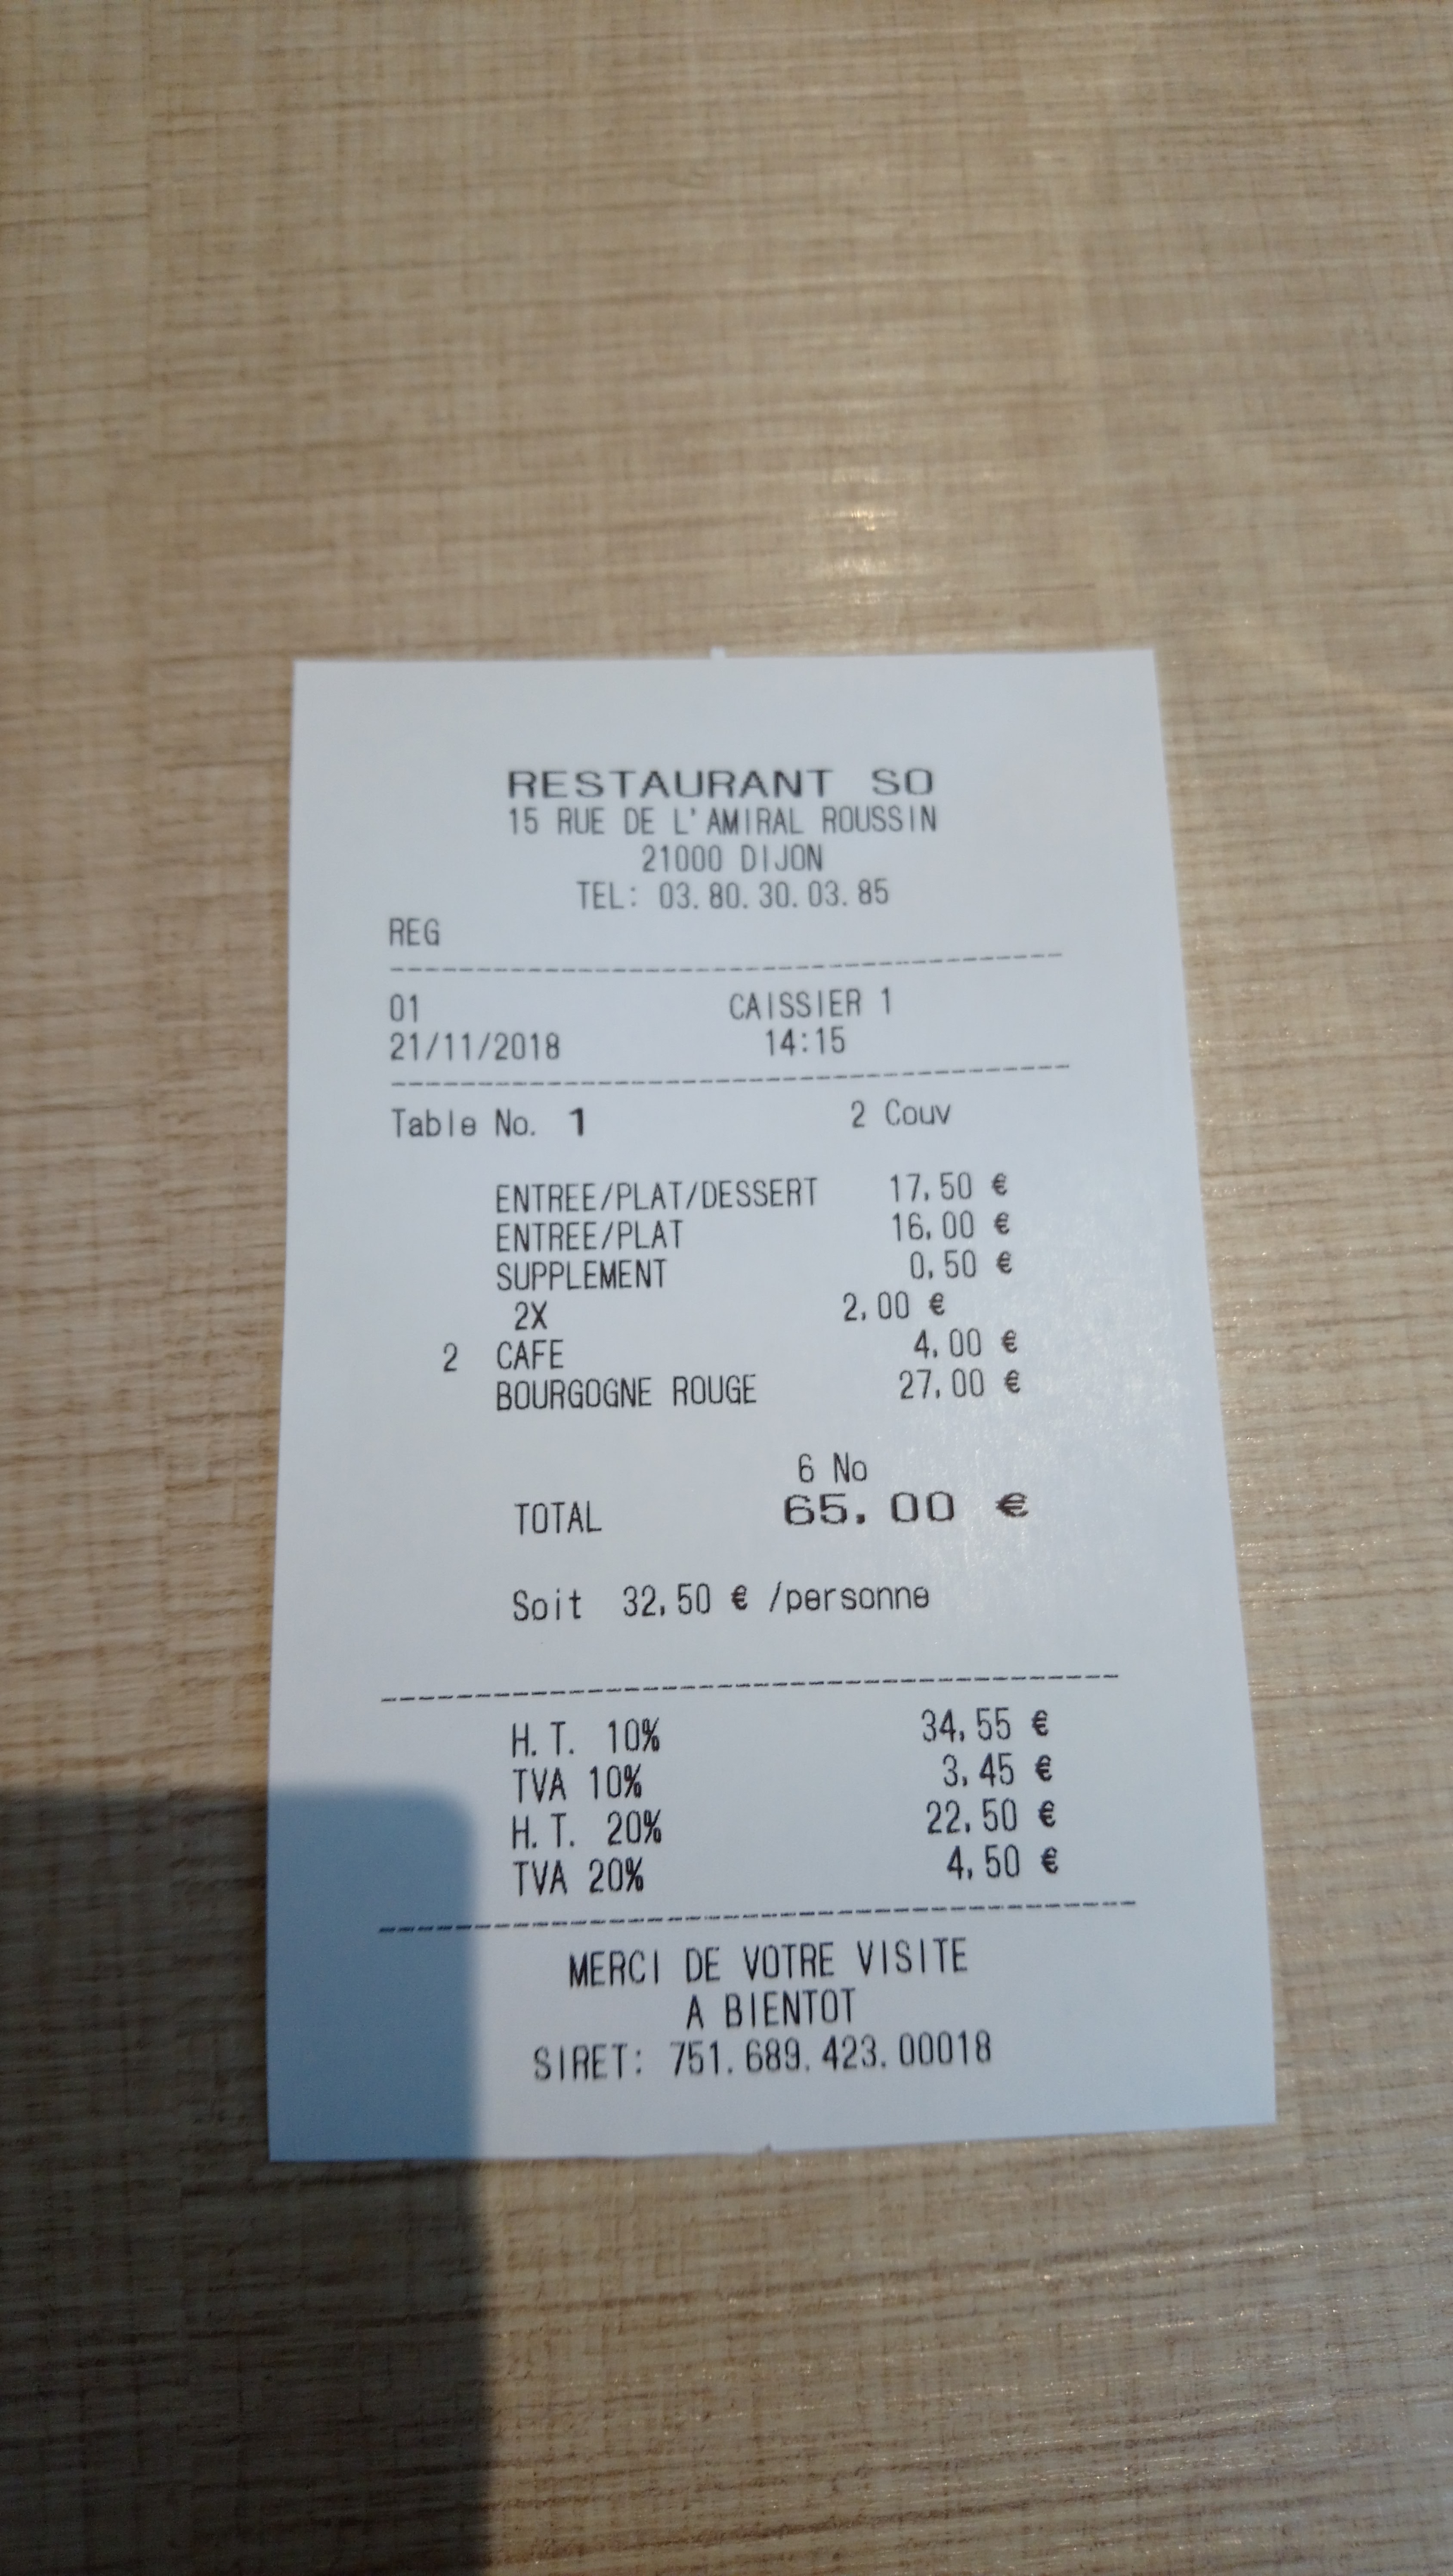 RESTAURANT SO
15 RUE DE L'AMIRAL ROUSSIN
21000 DIJON
TEL: 03.80.30.03.85
REG
01 CAISSIER 1
21/11/2018 14:15
Table No. 1 2 Couv
ENTREE/PLAT/DESSERT 17,50 €
ENTREE/PLAT 16,00 €
SUPPLEMENT 0,50 €
2X 2,00 €
2 CAFE 4,00 €
BOURGOGNE ROUGE 27,00 €
6 No
TOTAL 65,00 €
Soit 32,50 € /personne
H.T. 10% 34,55 €
TVA 10% 3,45 €
H.T. 20% 22,50 €
TVA 20% 4,50 €
MERCI DE VOTRE VISITE
A BIENTOT
SIRET: 751.689.423.00018